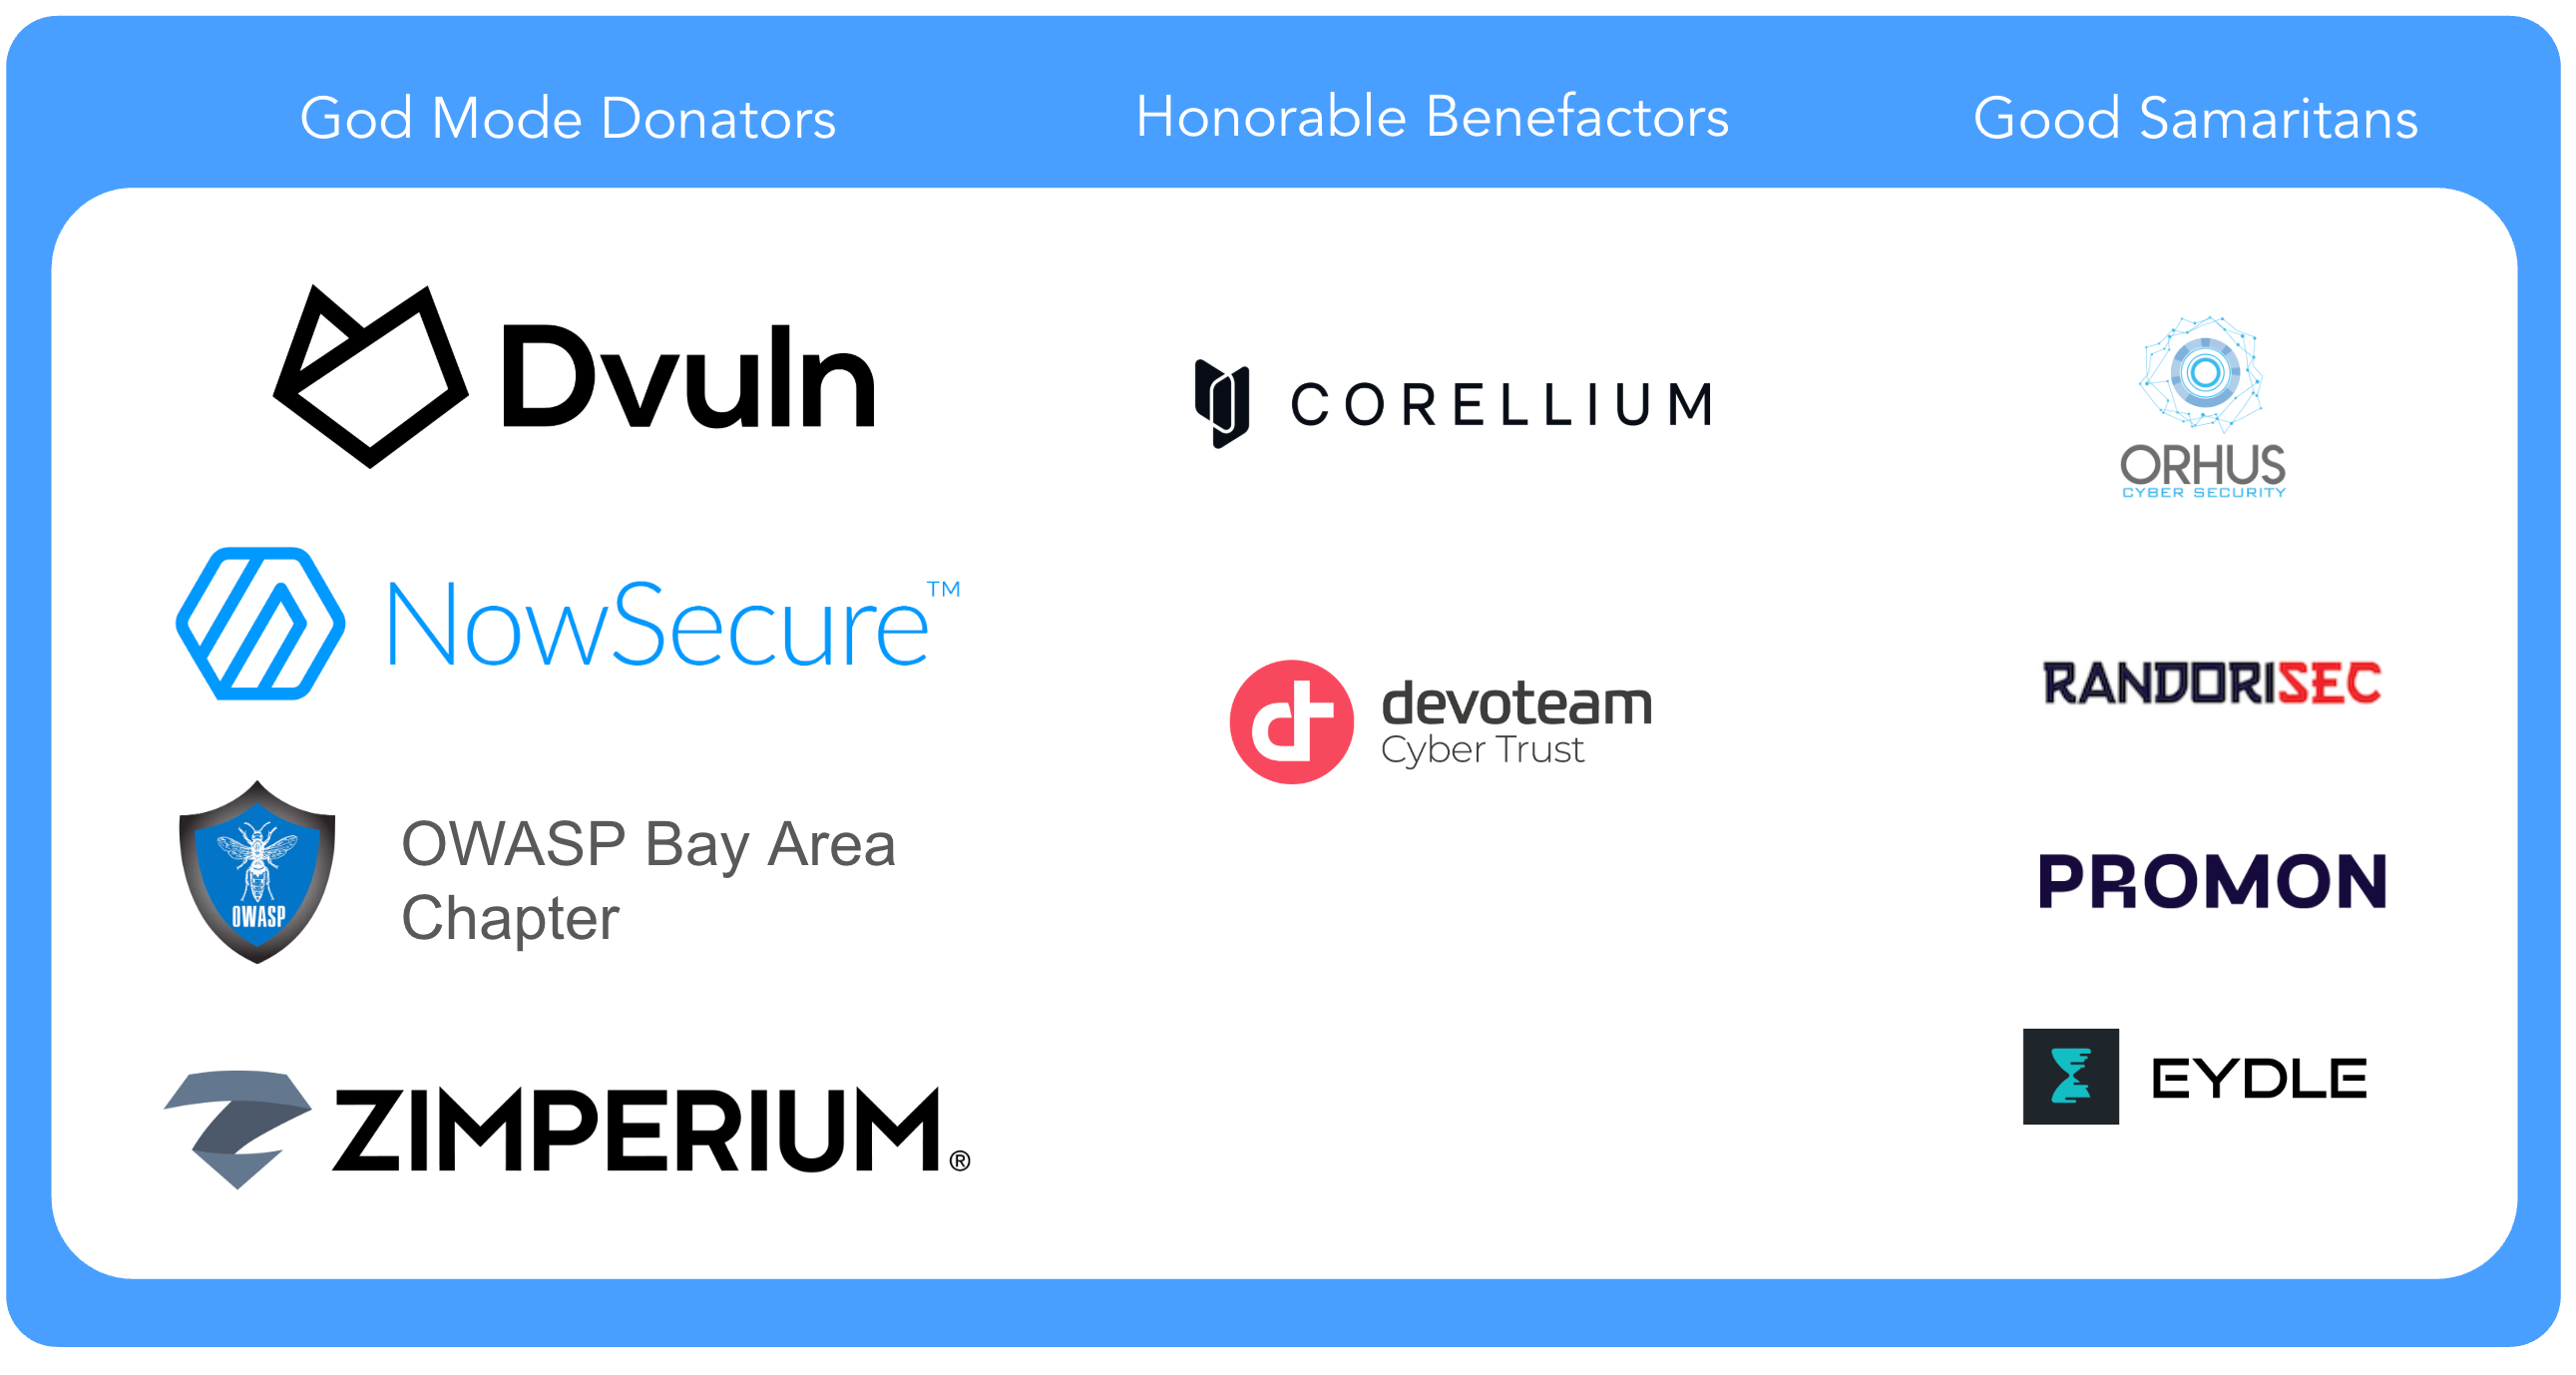 God Mode Donators
Honorable Benefactors
Good Samaritans
Dvuln
NowSecure™
OWASP
OWASP Bay Area
Chapter
ZIMPERIUM®
CORELLIUM
devoteam
Cyber Trust
ORHUS
CYBER SECURITY
RANDORISEC
PROMON
EYDLE